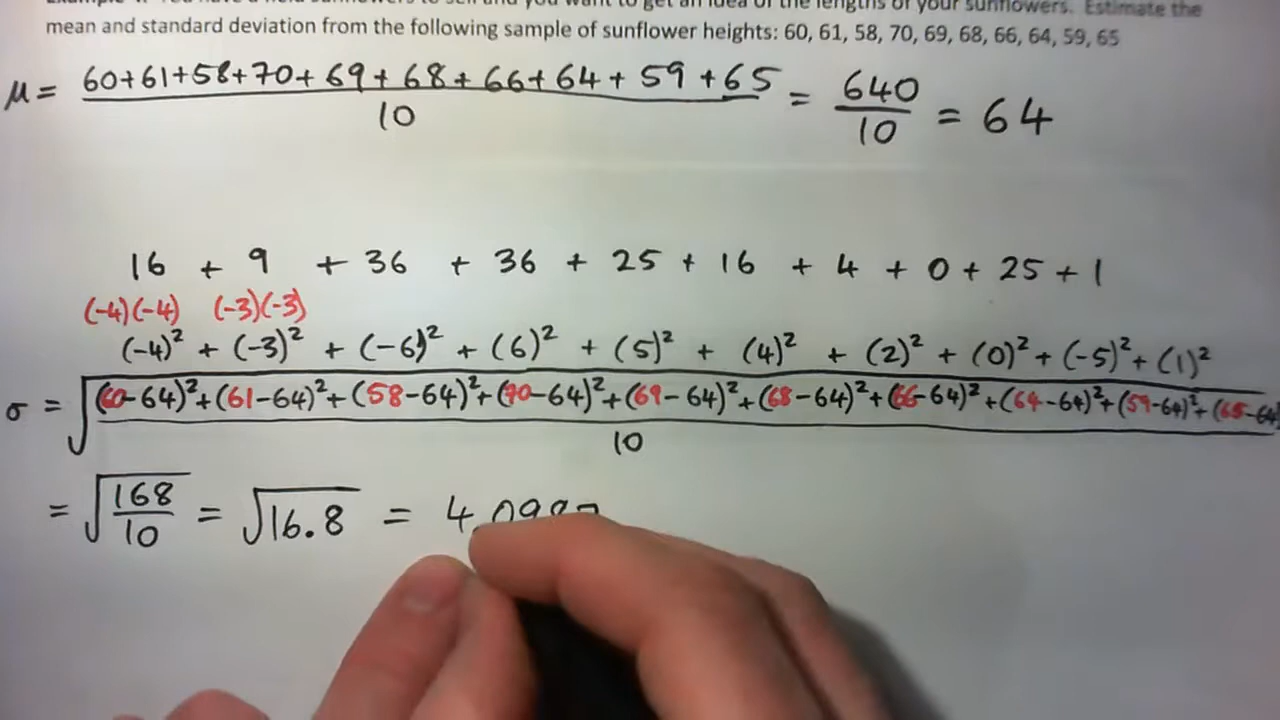 mean and standard deviation from the following sample of sunflower heights: 60, 61, 58, 70, 69, 68, 66, 64, 59, 65
μ = 60+61+58+70+69+68+66+64+59+65 / 10 = 640 / 10 = 64
16 + 9 + 36 + 36 + 25 + 16 + 4 + 0 + 25 + 1
(-4)(-4) (-3)(-3)
(-4)² + (-3)² + (-6)² + (6)² + (5)² + (4)² + (2)² + (0)² + (-5)² + (1)²
σ = √(60-64)²+(61-64)²+(58-64)²+(70-64)²+(69-64)²+(68-64)²+(66-64)²+(64-64)²+(59-64)²+(65-64
10
= √168/10 = √16.8 = 4.098